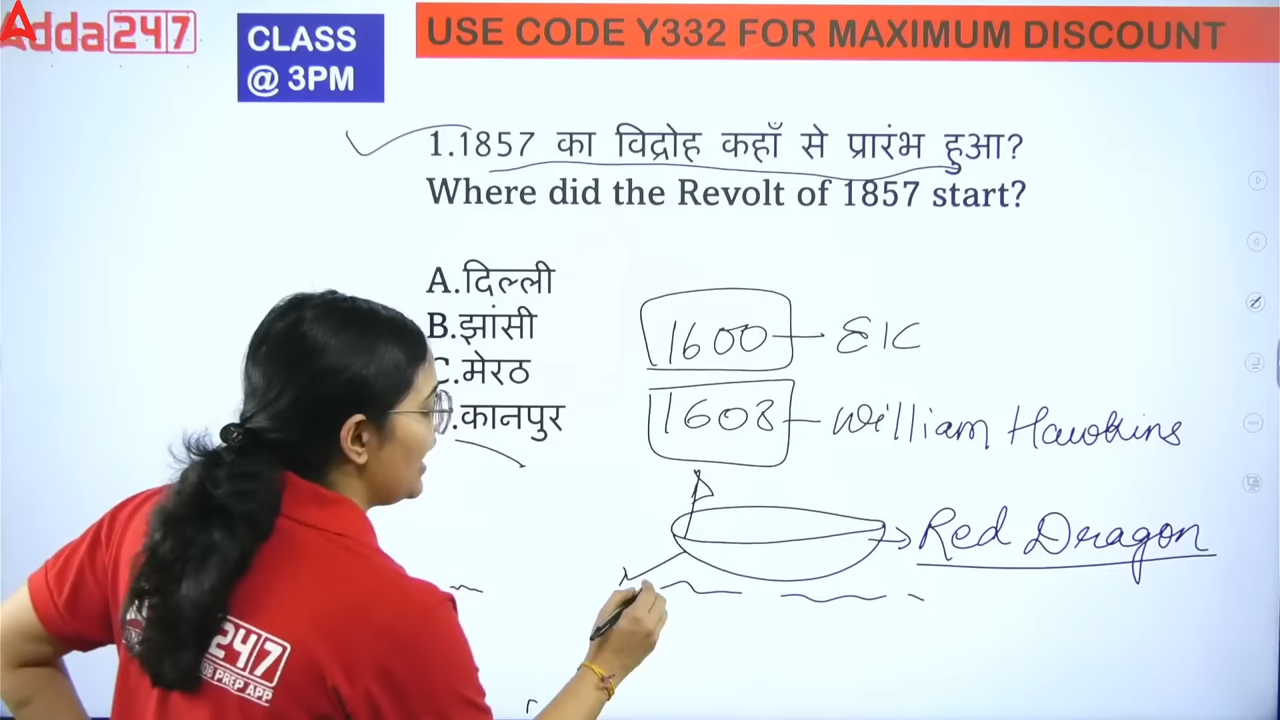 Adda247
CLASS
@ 3PM
USE CODE Y332 FOR MAXIMUM DISCOUNT
1.1857 का विद्रोह कहाँ से प्रारंभ हुआ?
Where did the Revolt of 1857 start?
A.दिल्ली
B.झांसी
C.मेरठ
.कानपुर
1600 EIC
1608 William Hawkins
Red Dragon
247
JOB PREP APP